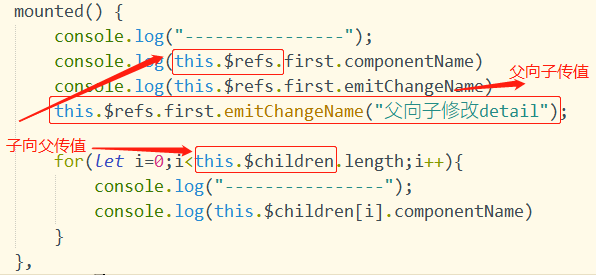 mounted() {
console.log("----------------");
console.log(this.$refs.first.componentName)
console.log(this.$refs.first.emitChangeName)
父向子传值
this.$refs.first.emitChangeName("父向子修改detail");
子向父传值
for(let i=0;i<this.$children.length;i++){
console.log("----------------");
console.log(this.$children[i].componentName)
}
},